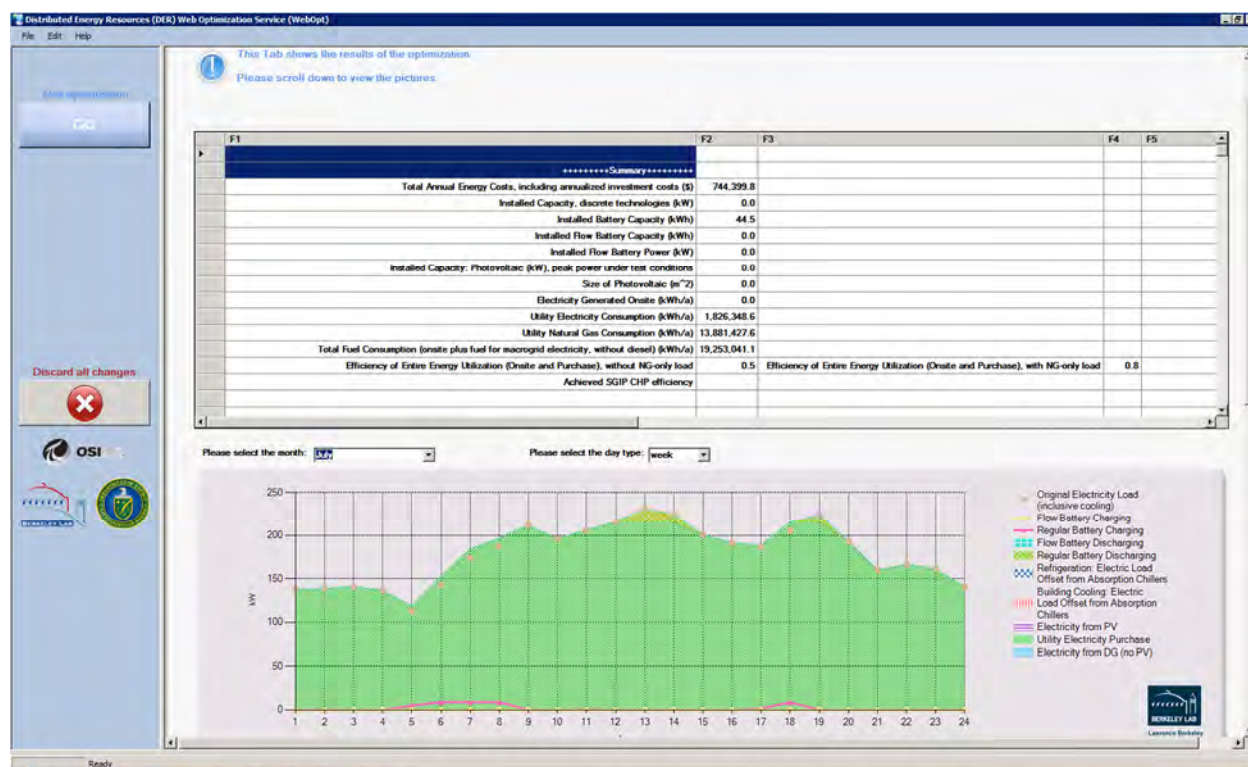 Distributed Energy Resources (DER) Web Optimization Service (WebOpt)
File Edit Help
This Tab shows the results of the optimization.
Please scroll down to view the pictures.
GO
F1 F2 F3 F4 F5
+++++++++Summary+++++++++
Total Annual Energy Costs, including annualized investment costs ($) 744,399.8
Installed Capacity, discrete technologies (kW) 0.0
Installed Battery Capacity (kWh) 44.5
Installed Flow Battery Capacity (kWh) 0.0
Installed Flow Battery Power (kW) 0.0
Installed Capacity: Photovoltaic (kW), peak power under test conditions 0.0
Size of Photovoltaic (m^2) 0.0
Electricity Generated Onsite (kWh/a) 0.0
Utility Electricity Consumption (kWh/a) 1,826,348.6
Utility Natural Gas Consumption (kWh/a) 13,881,427.6
Total Fuel Consumption (onsite plus fuel for macrogrid electricity, without diesel) (kWh/a) 19,253,041.1
Efficiency of Entire Energy Utilization (Onsite and Purchase), without NG-only load 0.5 Efficiency of Entire Energy Utilization (Onsite and Purchase), with NG-only load 0.8
Achieved SGIP CHP efficiency
Discard all changes
OSI
BERKELEY LAB
Please select the month: July Please select the day type: week
250
200
150
100
50
0
kW
1 2 3 4 5 6 7 8 9 10 11 12 13 14 15 16 17 18 19 20 21 22 23 24
Original Electricity Load
(inclusive cooling)
Flow Battery Charging
Regular Battery Charging
Flow Battery Discharging
Regular Battery Discharging
Refrigeration: Electric Load
Offset from Absorption Chillers
Building Cooling: Electric
Load Offset from Absorption
Chillers
Electricity from PV
Utility Electricity Purchase
Electricity from DG (no PV)
BERKELEY LAB
Lawrence Berkeley
Ready